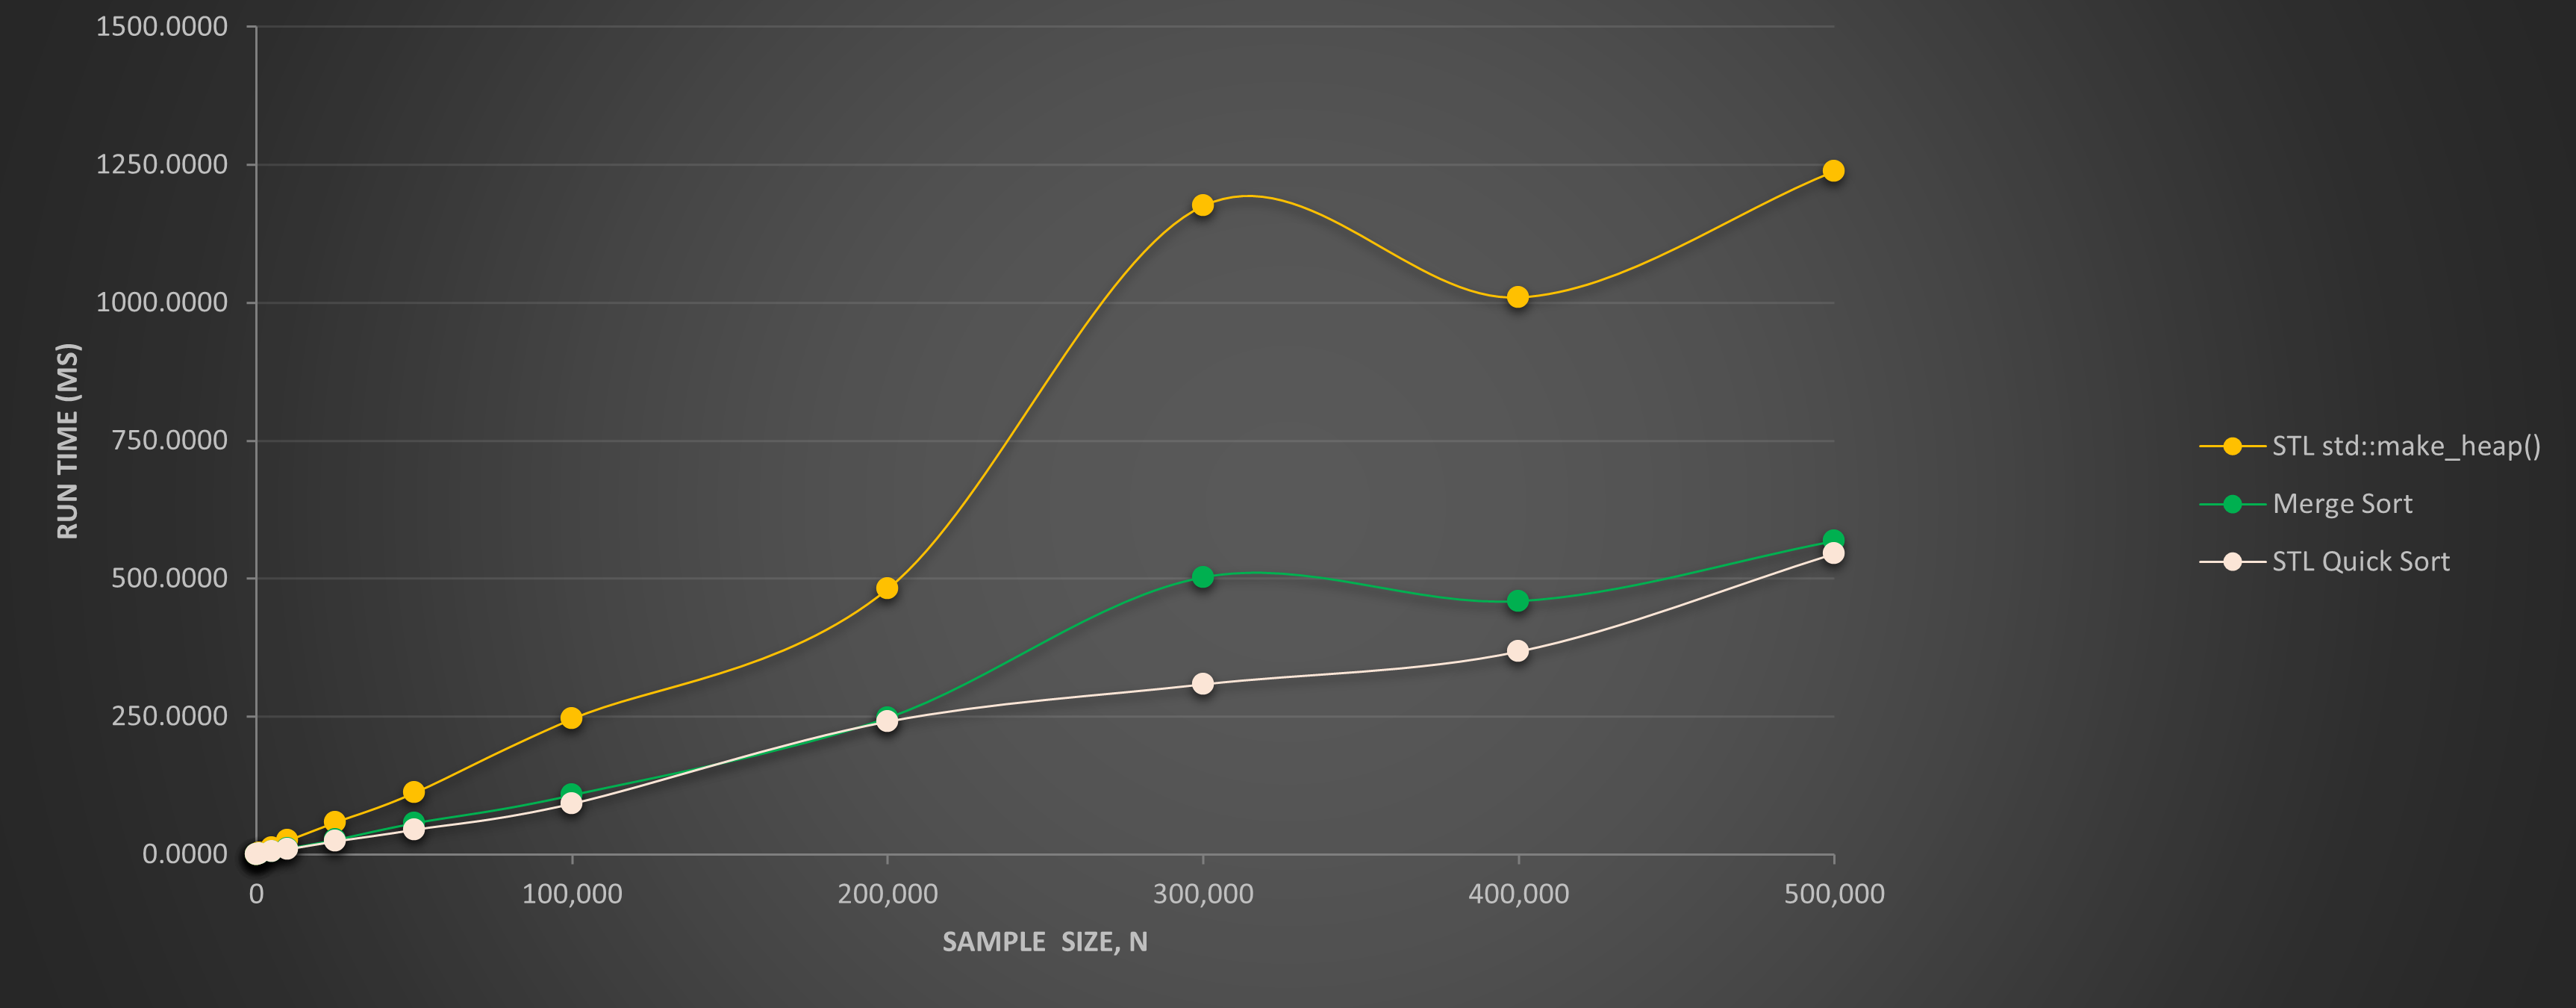 1500.0000
1250.0000
1000.0000
750.0000
500.0000
250.0000
0.0000
RUN TIME (MS)
0 100,000 200,000 300,000 400,000 500,000
SAMPLE SIZE, N
STL std::make_heap()
Merge Sort
STL Quick Sort